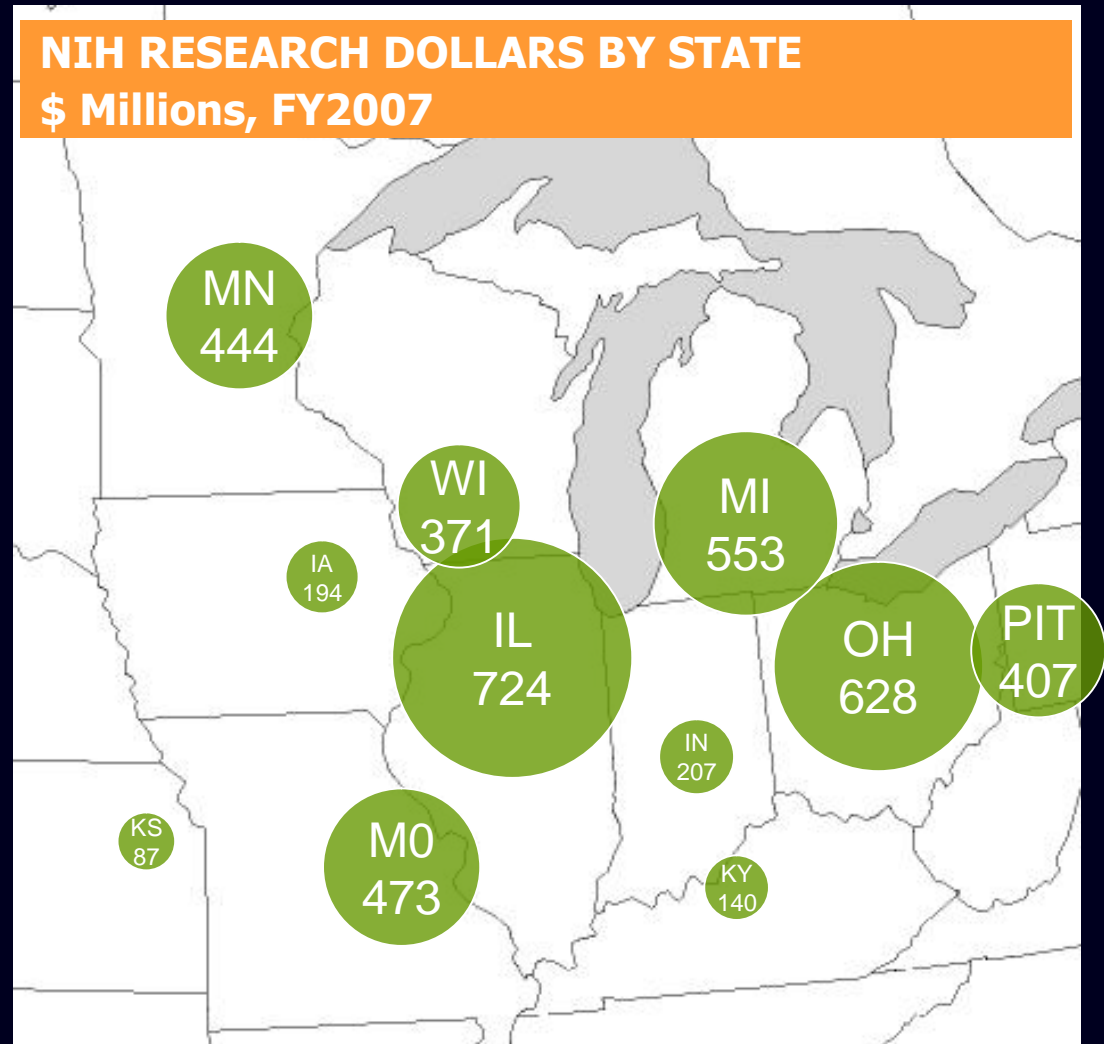 NIH RESEARCH DOLLARS BY STATE
$ Millions, FY2007
MN
444
WI
371
MI
553
IA
194
IL
724
OH
628
PIT
407
IN
207
KS
87
M0
473
KY
140